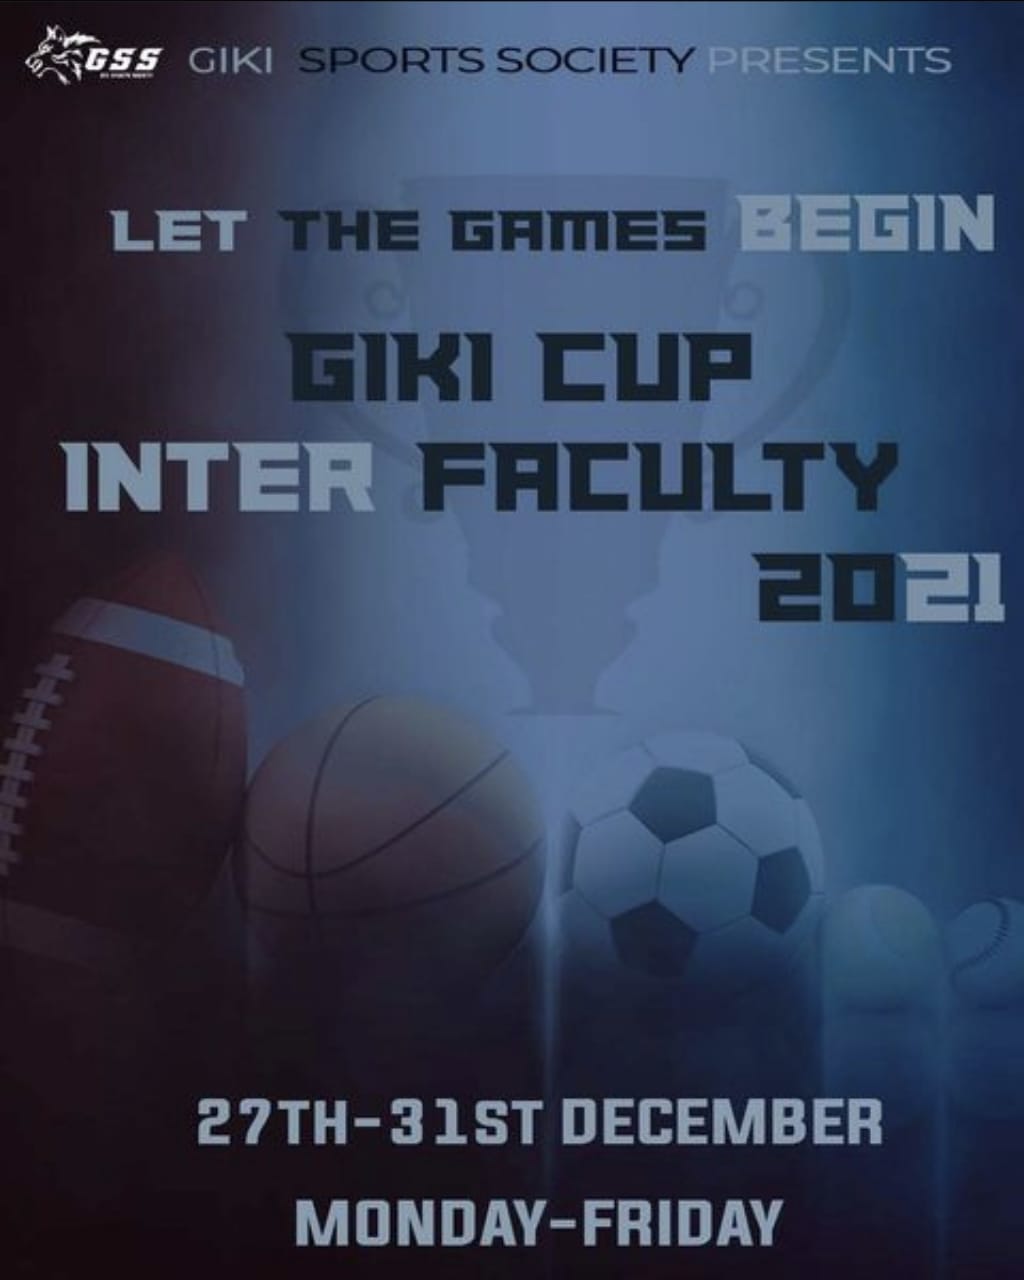 GSS
GIKI SPORTS SOCIETY PRESENTS
LET THE GAMES BEGIN
GIKI CUP
INTER FACULTY
2021
27TH-31ST DECEMBER
MONDAY-FRIDAY